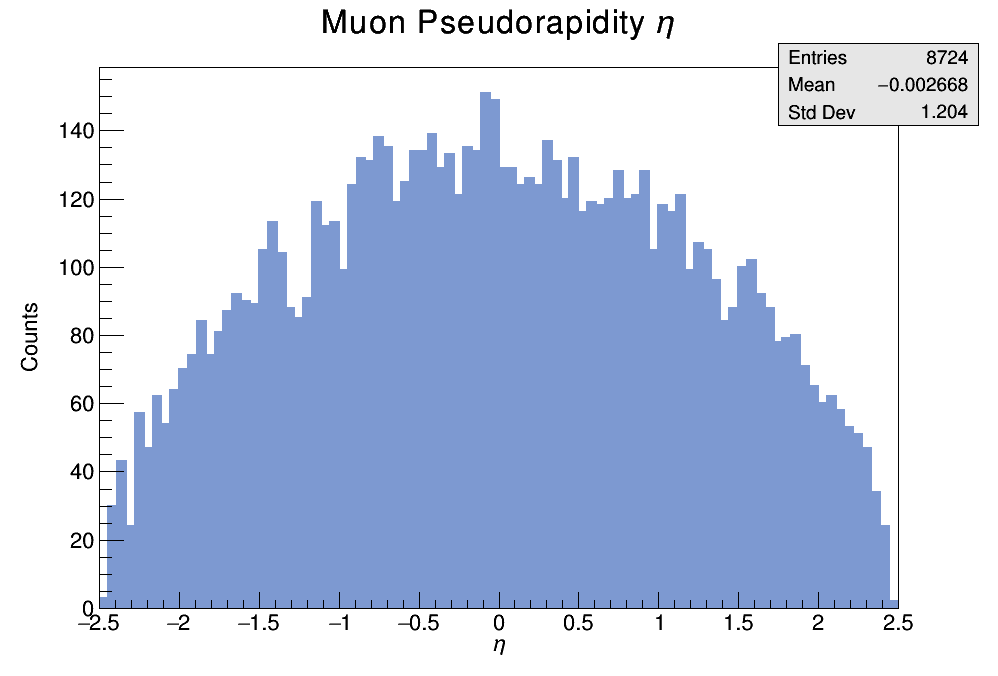 Muon Pseudorapidity η
Entries 8724
Mean −0.002668
Std Dev 1.204
140
120
100
80
60
40
20
0
Counts
−2.5 −2 −1.5 −1 −0.5 0 0.5 1 1.5 2 2.5
η